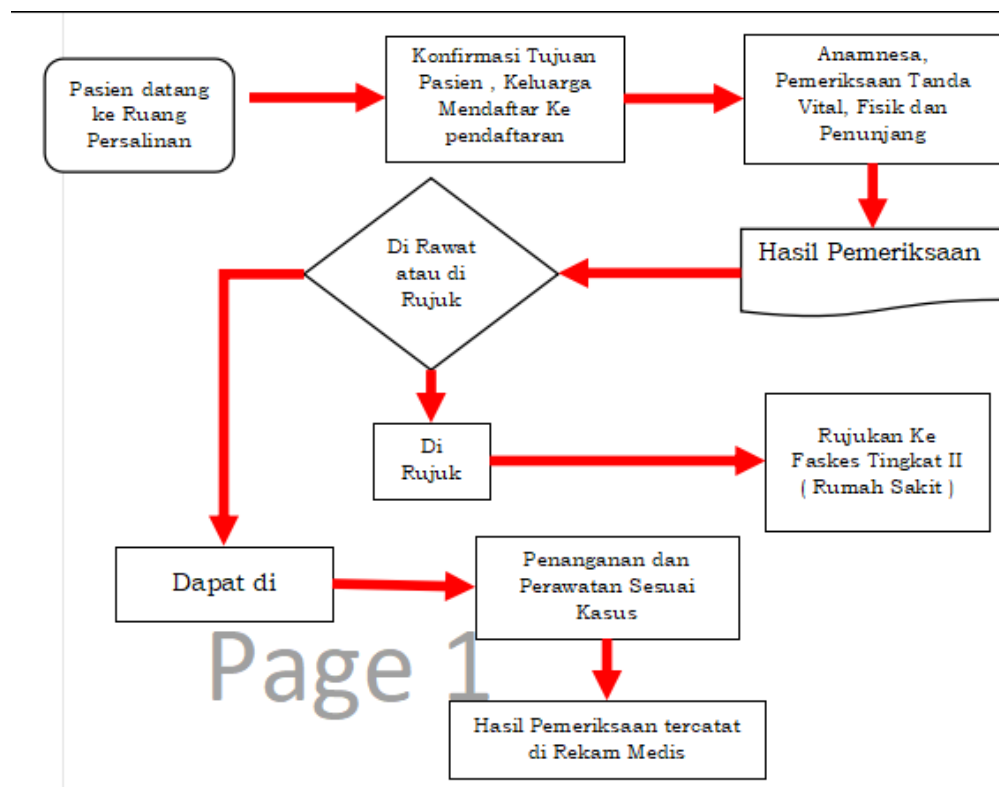 Pasien datang
ke Ruang
Persalinan
Konfirmasi Tujuan
Pasien , Keluarga
Mendaftar Ke
pendaftaran
Anamnesa,
Pemeriksaan Tanda
Vital, Fisik dan
Penunjang
Hasil Pemeriksaan
Di Rawat
atau di
Rujuk
Di
Rujuk
Rujukan Ke
Faskes Tingkat II
( Rumah Sakit )
Dapat di
Penanganan dan
Perawatan Sesuai
Kasus
Hasil Pemeriksaan tercatat
di Rekam Medis
Page 1